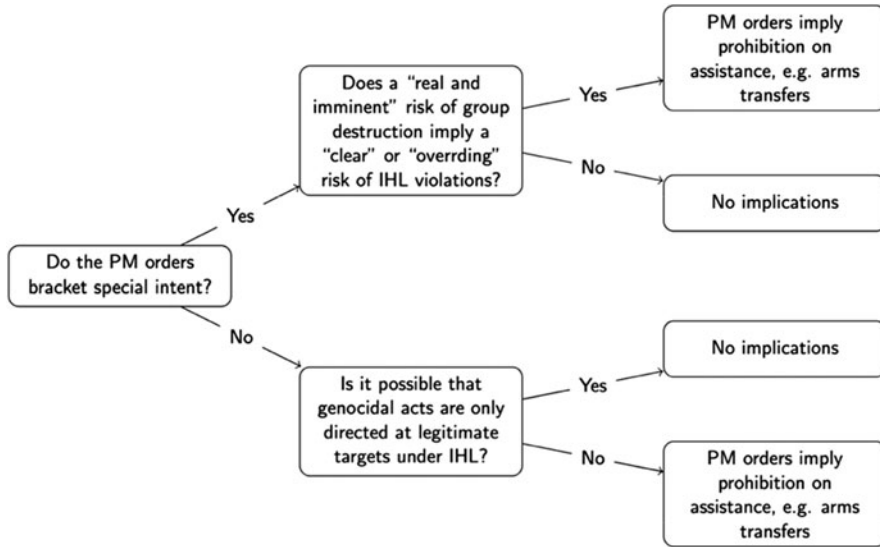 Do the PM orders
bracket special intent?
Yes
No
Does a “real and
imminent” risk of group
destruction imply a
“clear” or “overrding”
risk of IHL violations?
Yes
No
PM orders imply
prohibition on
assistance, e.g. arms
transfers
No implications
Is it possible that
genocidal acts are only
directed at legitimate
targets under IHL?
Yes
No
No implications
PM orders imply
prohibition on
assistance, e.g. arms
transfers